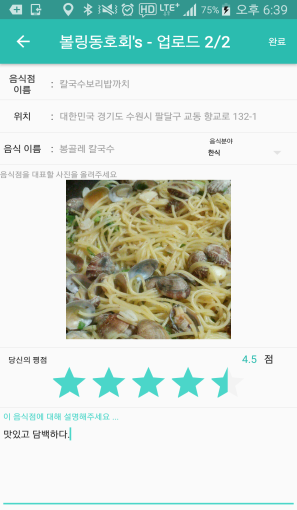 HD LTE+ 75% 오후 6:39
볼링동호회's - 업로드 2/2 완료
음식점 이름 : 칼국수보리밥까치
위치 : 대한민국 경기도 수원시 팔달구 교동 향교로 132-1
음식 이름 : 봉골레 칼국수
음식분야
한식
음식점을 대표할 사진을 올려주세요
당신의 평점 4.5 점
이 음식점에 대해 설명해주세요 ...
맛있고 담백하다.